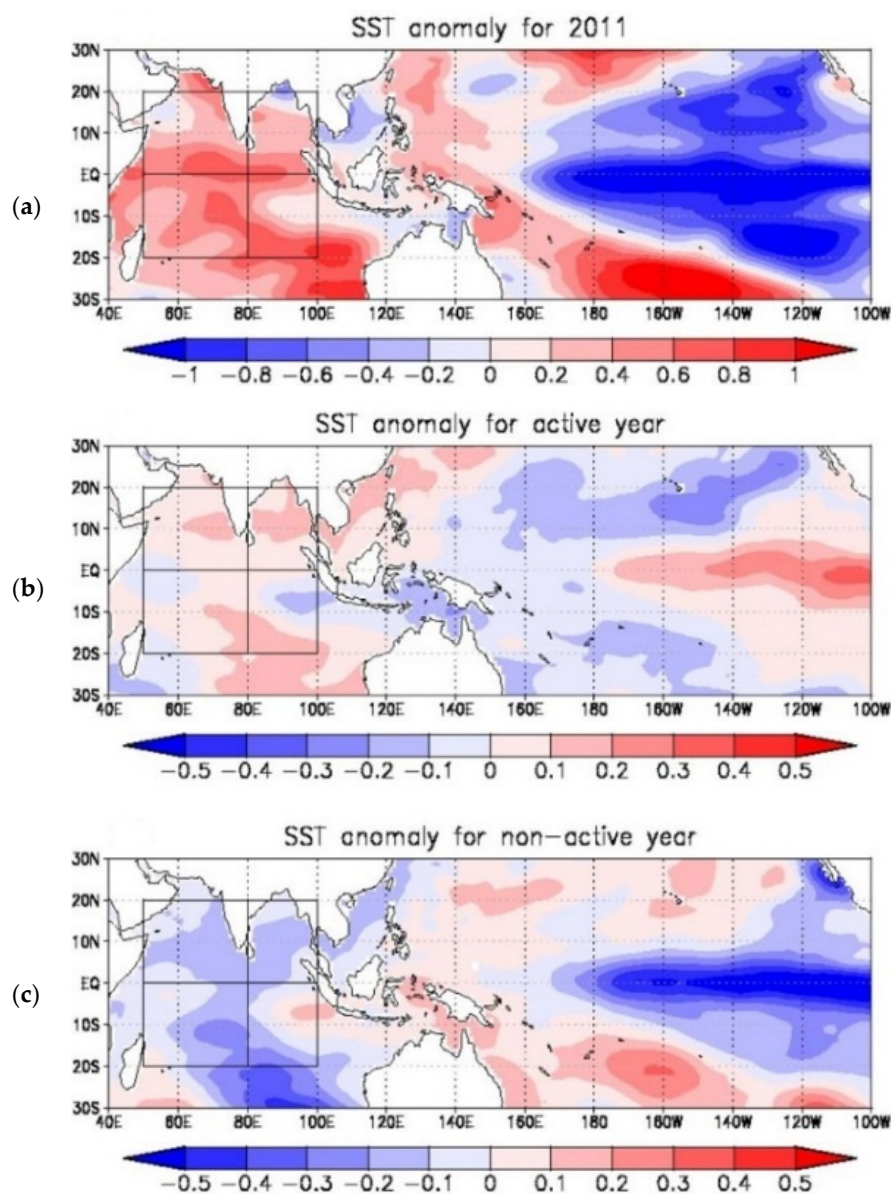 SST anomaly for 2011
30N
20N
10N
EQ
10S
20S
30S
(a)
40E 60E 80E 100E 120E 140E 160E 180 160W 140W 120W 100W
-1 -0.8 -0.6 -0.4 -0.2 0 0.2 0.4 0.6 0.8 1
SST anomaly for active year
30N
20N
10N
EQ
10S
20S
30S
(b)
40E 60E 80E 100E 120E 140E 160E 180 160W 140W 120W 100W
-0.5 -0.4 -0.3 -0.2 -0.1 0 0.1 0.2 0.3 0.4 0.5
SST anomaly for non-active year
30N
20N
10N
EQ
10S
20S
30S
(c)
40E 60E 80E 100E 120E 140E 160E 180 160W 140W 120W 100W
-0.5 -0.4 -0.3 -0.2 -0.1 0 0.1 0.2 0.3 0.4 0.5